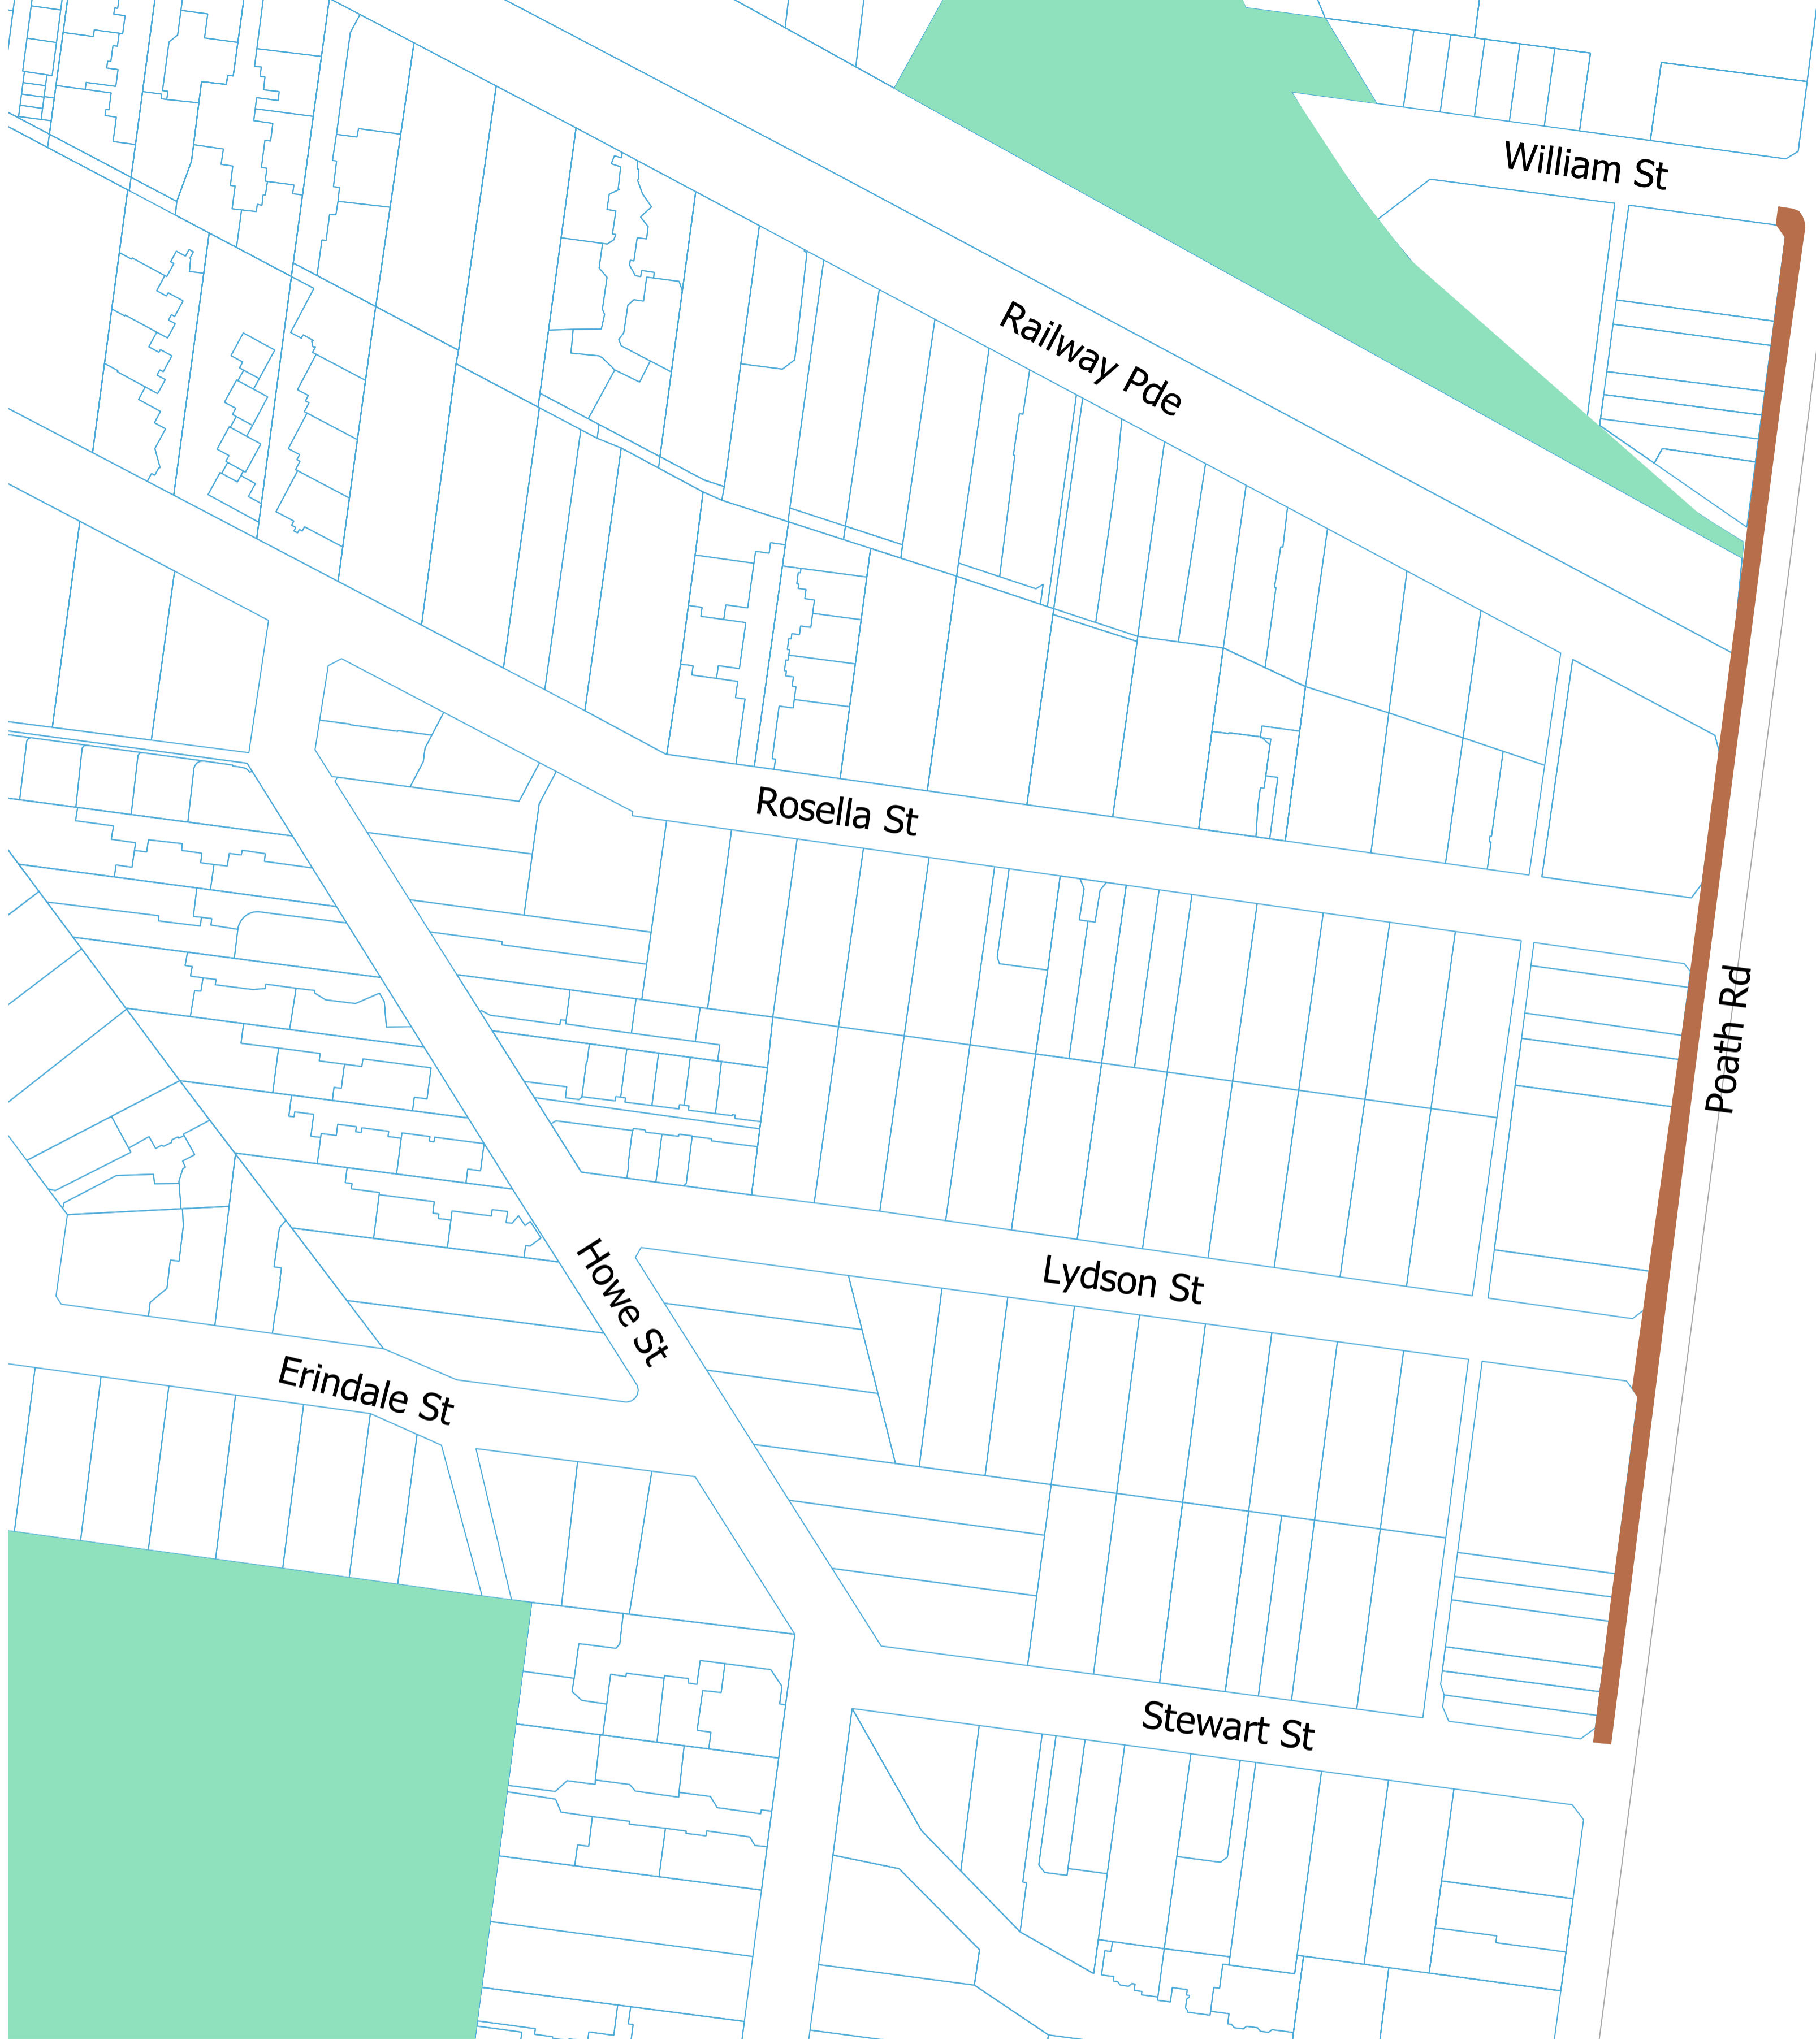 William St
Railway Pde
Rosella St
Poath Rd
Lydson St
Howe St
Erindale St
Stewart St